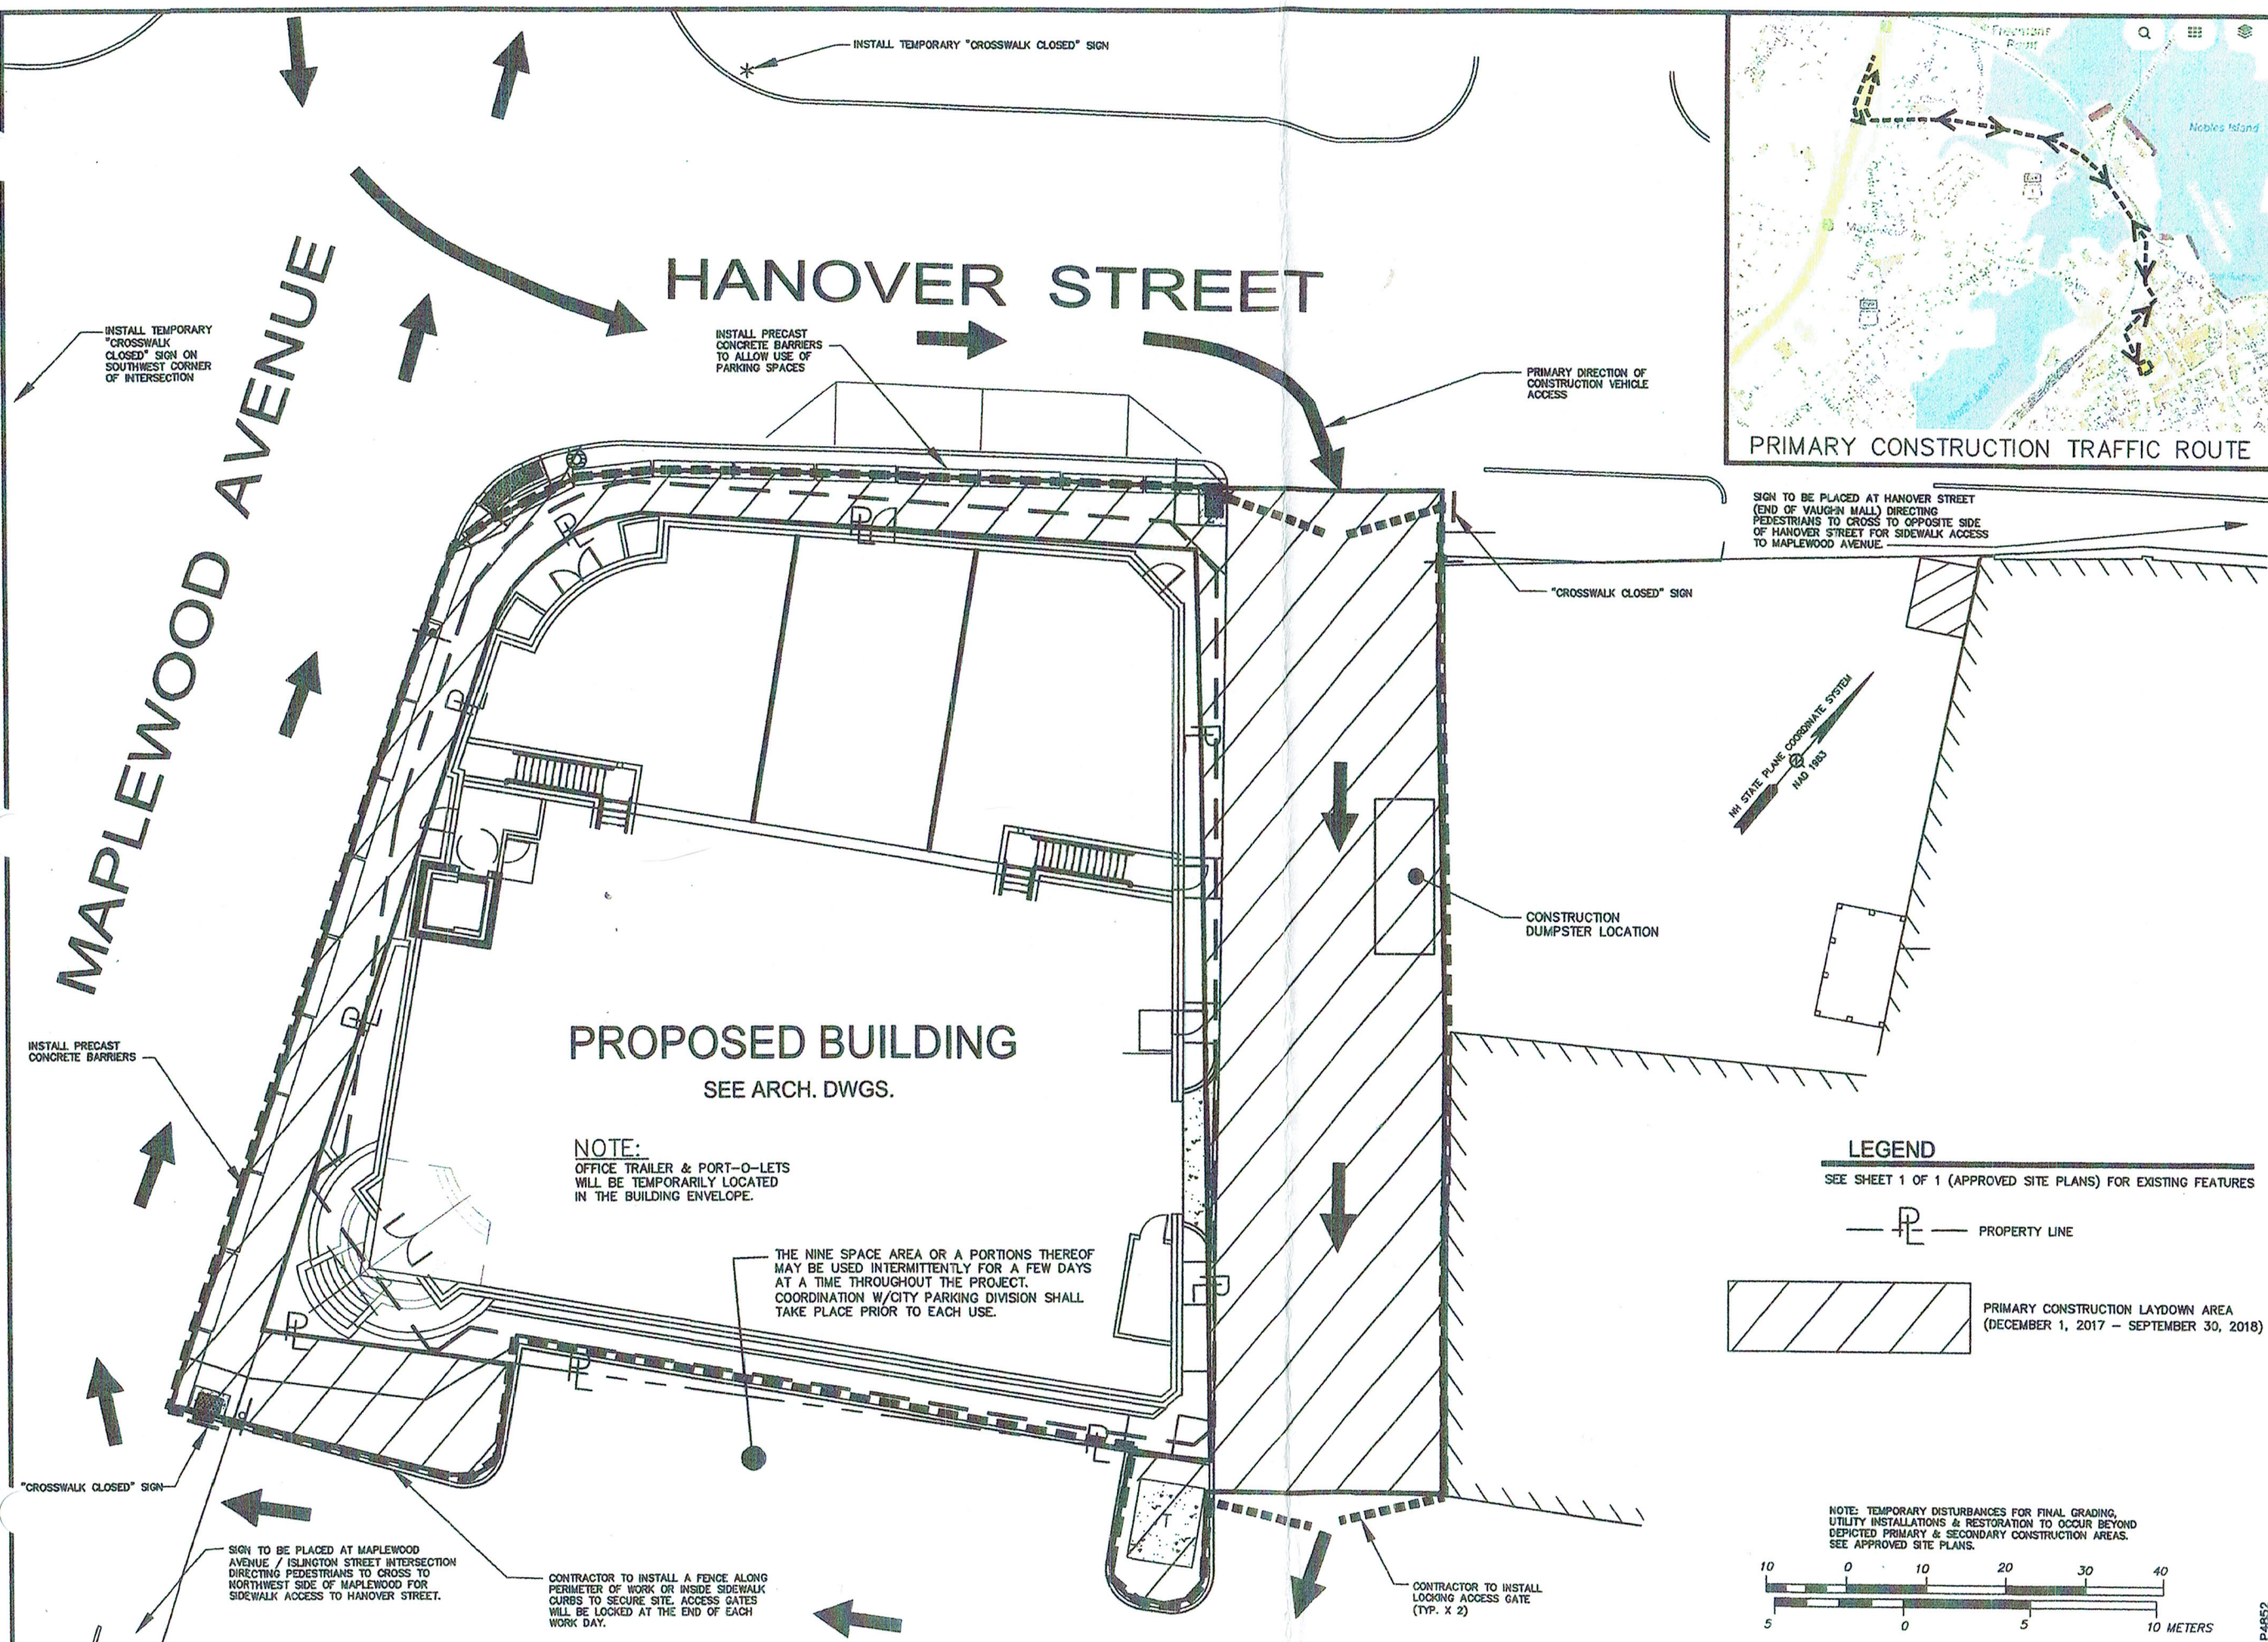 INSTALL TEMPORARY "CROSSWALK CLOSED" SIGN
Nobles Island
PRIMARY CONSTRUCTION TRAFFIC ROUTE
HANOVER STREET
MAPLEWOOD AVENUE
INSTALL TEMPORARY
"CROSSWALK
CLOSED" SIGN ON
SOUTHWEST CORNER
OF INTERSECTION
INSTALL PRECAST
CONCRETE BARRIERS
TO ALLOW USE OF
PARKING SPACES
PRIMARY DIRECTION OF
CONSTRUCTION VEHICLE
ACCESS
SIGN TO BE PLACED AT HANOVER STREET
(END OF VAUGHN MALL) DIRECTING
PEDESTRIANS TO CROSS TO OPPOSITE SIDE
OF HANOVER STREET FOR SIDEWALK ACCESS
TO MAPLEWOOD AVENUE.
"CROSSWALK CLOSED" SIGN
NH STATE PLANE COORDINATE SYSTEM
NAD 1983
CONSTRUCTION
DUMPSTER LOCATION
INSTALL PRECAST
CONCRETE BARRIERS
PROPOSED BUILDING
SEE ARCH. DWGS.
NOTE:
OFFICE TRAILER & PORT-O-LETS
WILL BE TEMPORARILY LOCATED
IN THE BUILDING ENVELOPE.
THE NINE SPACE AREA OR A PORTIONS THEREOF
MAY BE USED INTERMITTENTLY FOR A FEW DAYS
AT A TIME THROUGHOUT THE PROJECT.
COORDINATION W/CITY PARKING DIVISION SHALL
TAKE PLACE PRIOR TO EACH USE.
LEGEND
SEE SHEET 1 OF 1 (APPROVED SITE PLANS) FOR EXISTING FEATURES
PL PROPERTY LINE
PRIMARY CONSTRUCTION LAYDOWN AREA
(DECEMBER 1, 2017 – SEPTEMBER 30, 2018)
PL
PL
PL
PL
PL
PL
PL
PL
PL
T
"CROSSWALK CLOSED" SIGN
SIGN TO BE PLACED AT MAPLEWOOD
AVENUE / ISLINGTON STREET INTERSECTION
DIRECTING PEDESTRIANS TO CROSS TO
NORTHWEST SIDE OF MAPLEWOOD FOR
SIDEWALK ACCESS TO HANOVER STREET.
CONTRACTOR TO INSTALL A FENCE ALONG
PERIMETER OF WORK OR INSIDE SIDEWALK
CURBS TO SECURE SITE. ACCESS GATES
WILL BE LOCKED AT THE END OF EACH
WORK DAY.
CONTRACTOR TO INSTALL
LOCKING ACCESS GATE
(TYP. X 2)
NOTE: TEMPORARY DISTURBANCES FOR FINAL GRADING,
UTILITY INSTALLATIONS & RESTORATION TO OCCUR BEYOND
DEPICTED PRIMARY & SECONDARY CONSTRUCTION AREAS.
SEE APPROVED SITE PLANS.
10 0 10 20 30 40
5 0 5 10 METERS